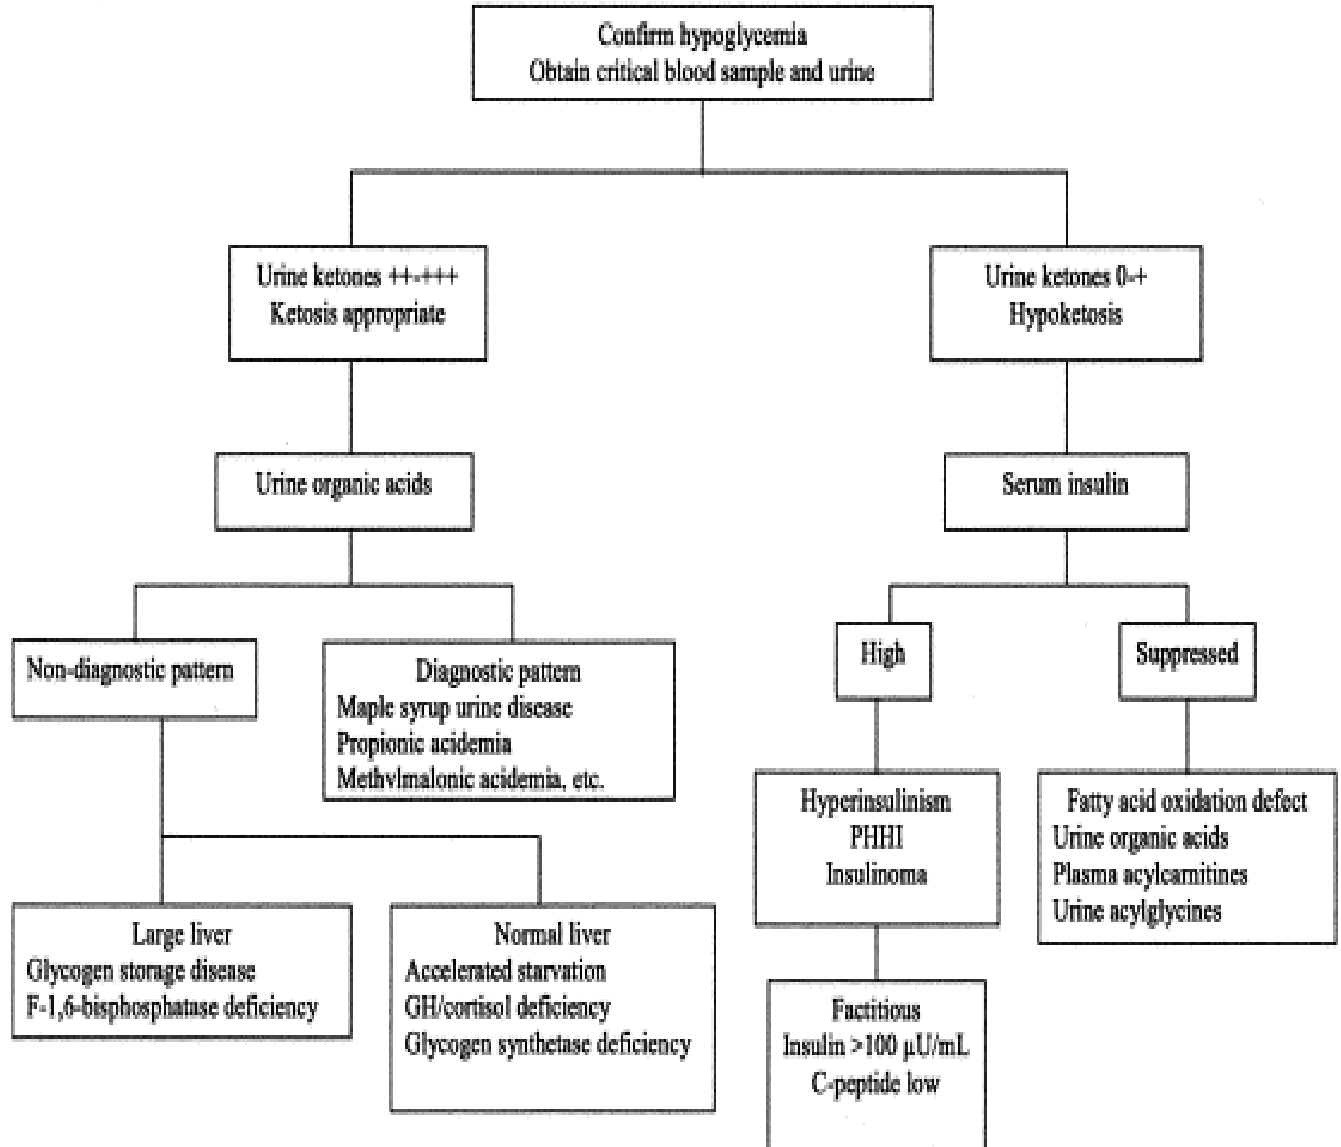 Confirm hypoglycemia
Obtain critical blood sample and urine
Urine ketones ++-+++
Ketosis appropriate
Urine ketones 0-+
Hypoketosis
Urine organic acids
Serum insulin
Non-diagnostic pattern
Diagnostic pattern
Maple syrup urine disease
Propionic acidemia
Methylmalonic acidemia, etc.
High
Suppressed
Hyperinsulinism
PHHI
Insulinoma
Fatty acid oxidation defect
Urine organic acids
Plasma acylcarnitines
Urine acylglycines
Large liver
Glycogen storage disease
F-1,6-bisphosphatase deficiency
Normal liver
Accelerated starvation
GH/cortisol deficiency
Glycogen synthetase deficiency
Factitious
Insulin >100 µU/mL
C-peptide low